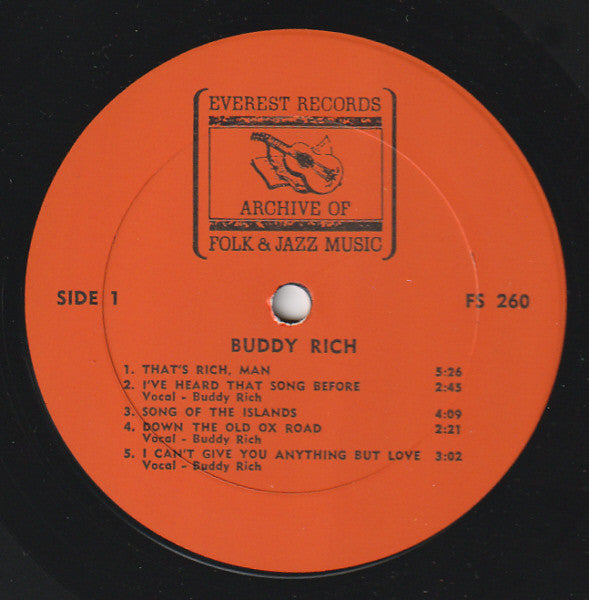 EVEREST RECORDS
ARCHIVE OF
FOLK & JAZZ MUSIC
SIDE 1
FS 260
BUDDY RICH
1. THAT'S RICH, MAN 5:26
2. I'VE HEARD THAT SONG BEFORE 2:45
Vocal - Buddy Rich
3. SONG OF THE ISLANDS 4:09
4. DOWN THE OLD OX ROAD 2:21
Vocal - Buddy Rich
5. I CAN'T GIVE YOU ANYTHING BUT LOVE 3:02
Vocal - Buddy Rich